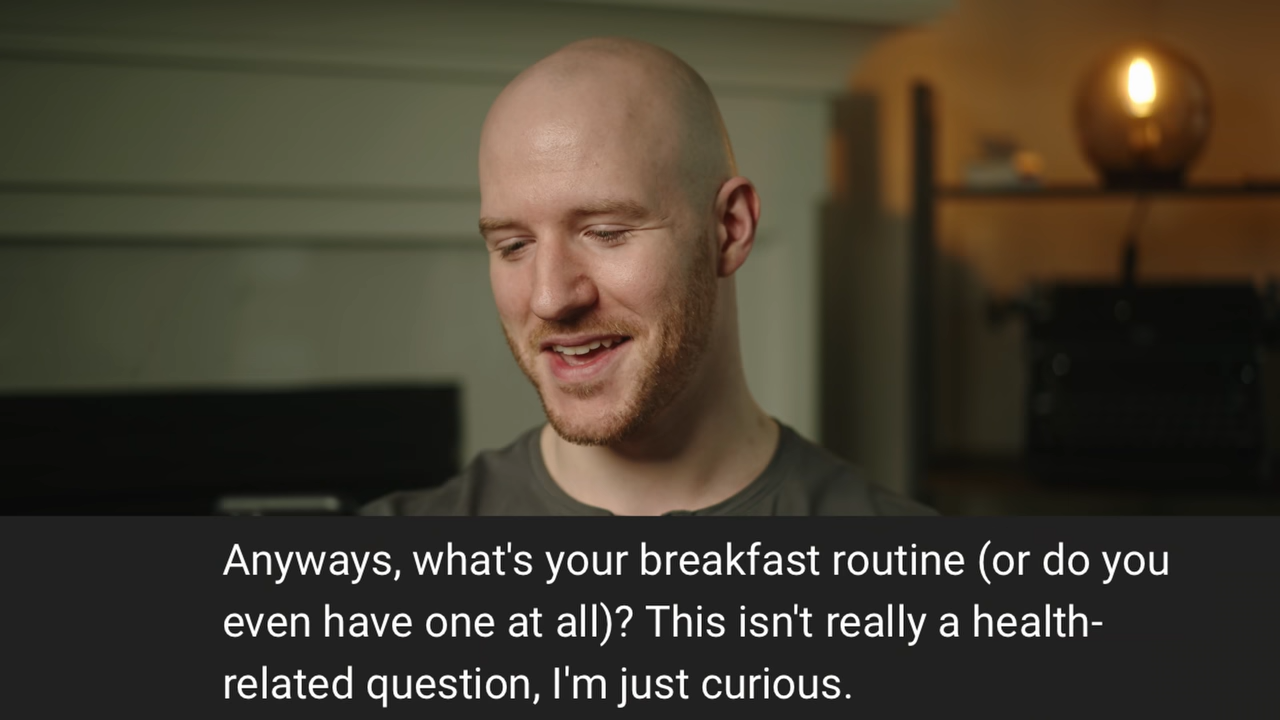 Anyways, what's your breakfast routine (or do you
even have one at all)? This isn't really a health-
related question, I'm just curious.